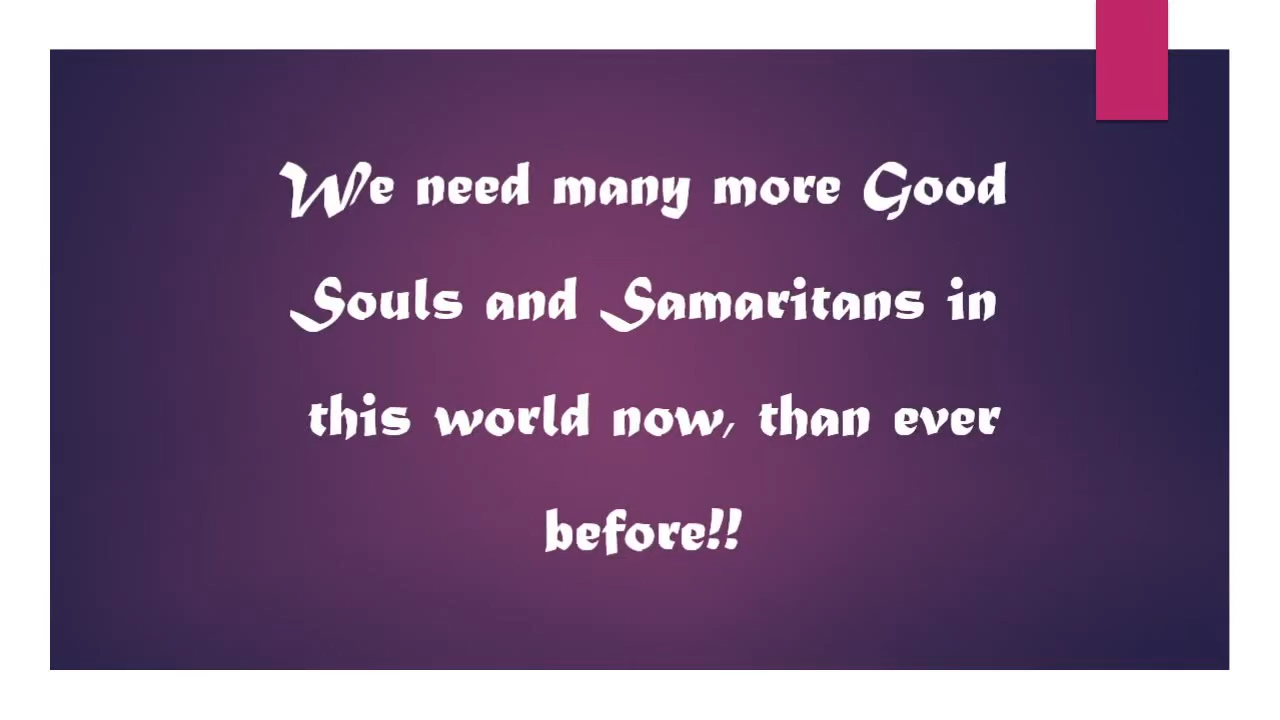 We need many more Good
Souls and Samaritans in
this world now, than ever
before!!